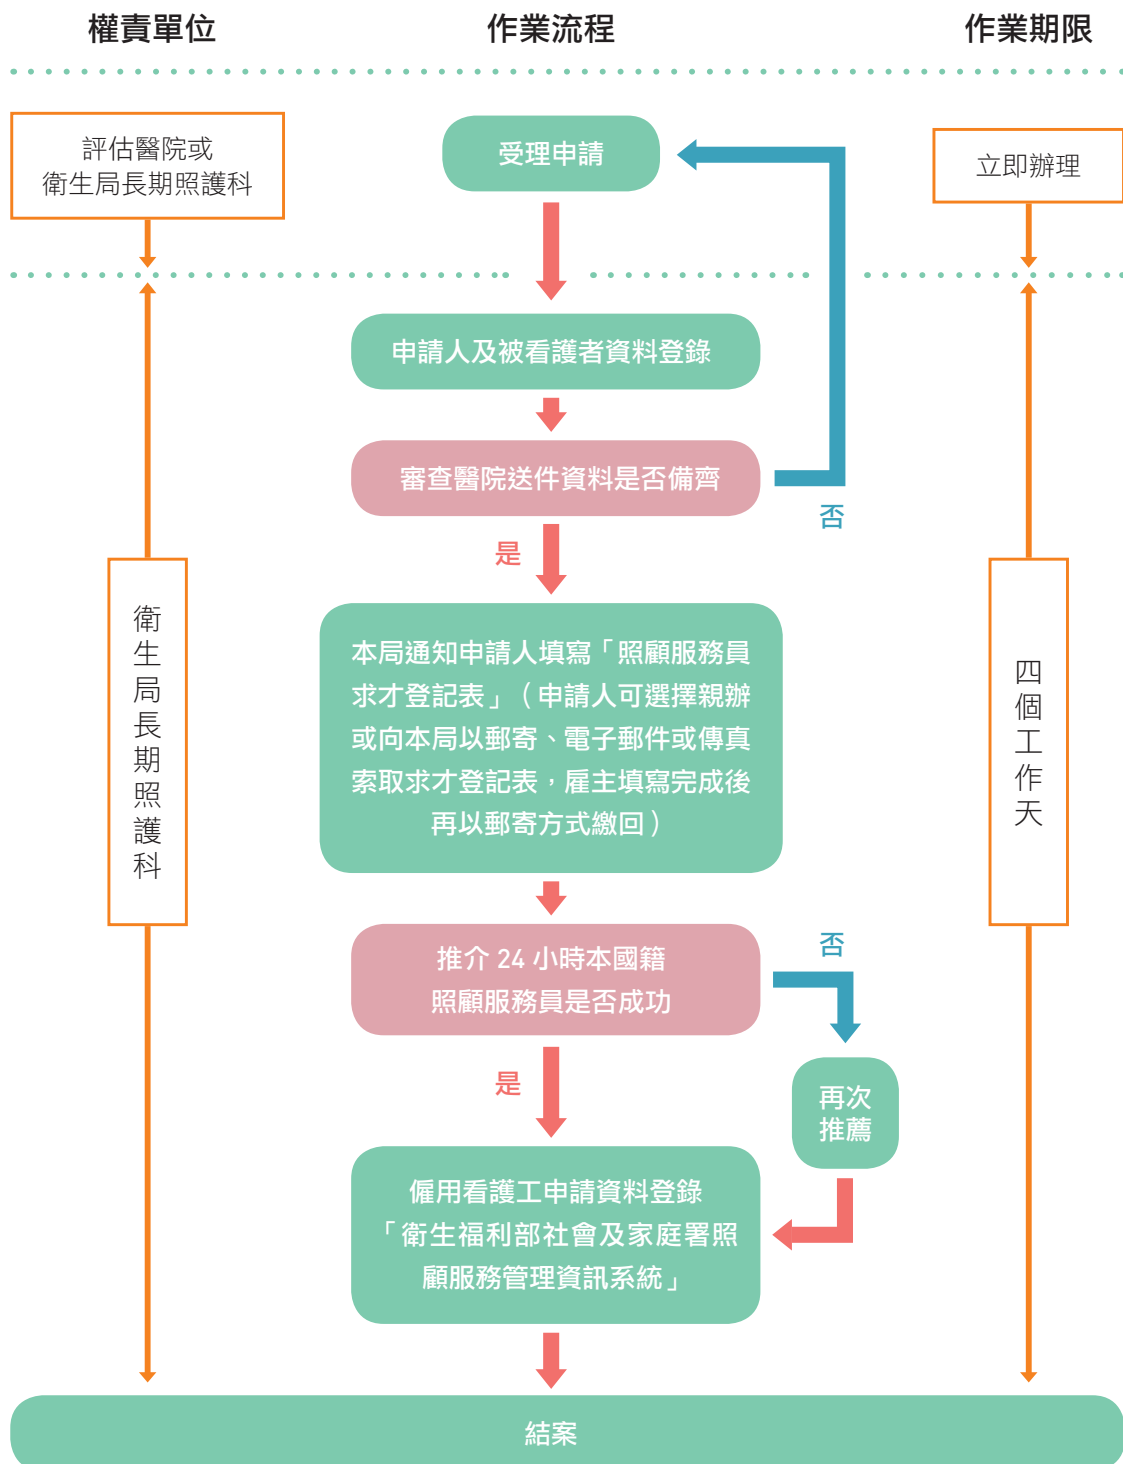 權責單位
作業流程
作業期限
評估醫院或
衛生局長期照護科
受理申請
立即辦理
申請人及被看護者資料登錄
審查醫院送件資料是否備齊
否
是
衛生局長期照護科
本局通知申請人填寫「照顧服務員
求才登記表」（申請人可選擇親辦
或向本局以郵寄、電子郵件或傳真
索取求才登記表，雇主填寫完成後
再以郵寄方式繳回）
四個工作天
推介 24 小時本國籍
照顧服務員是否成功
否
是
再次
推薦
僱用看護工申請資料登錄
「衛生福利部社會及家庭署照
顧服務管理資訊系統」
結案